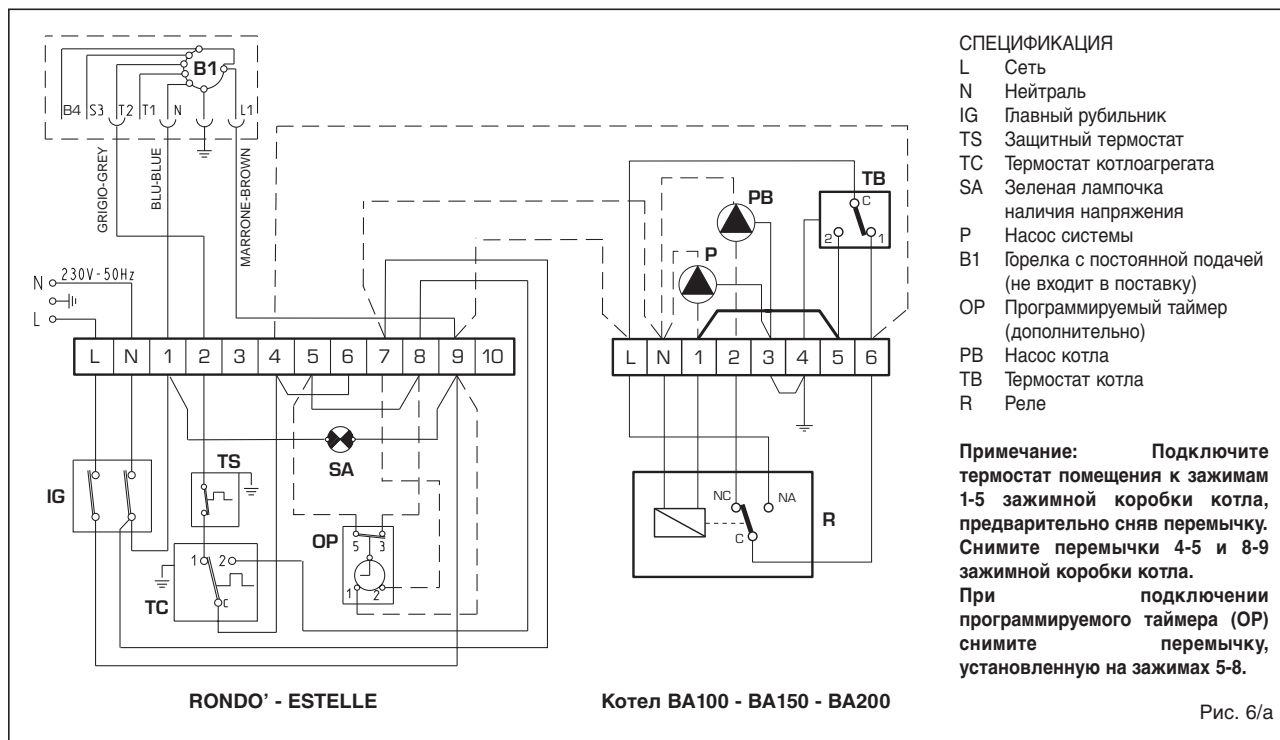 B1
B4 S3 T2 T1 N L1
GRIGIO-GREY
BLU-BLUE
MARRONE-BROWN
N 230V-50Hz
L
L N 1 2 3 4 5 6 7 8 9 10
IG
TS
SA
OP
5 3
1 2
TC
1 2
C
RONDO' - ESTELLE
PB
P
TB
C
2 1
L N 1 2 3 4 5 6
NC NA
C
R
Котел BA100 - BA150 - BA200
СПЕЦИФИКАЦИЯ
L Сеть
N Нейтраль
IG Главный рубильник
TS Защитный термостат
TC Термостат котлоагрегата
SA Зеленая лампочка
наличия напряжения
P Насос системы
B1 Горелка с постоянной подачей
(не входит в поставку)
OP Программируемый таймер
(дополнительно)
PB Насос котла
TB Термостат котла
R Реле
Примечание: Подключите
термостат помещения к зажимам
1-5 зажимной коробки котла,
предварительно сняв перемычку.
Снимите перемычки 4-5 и 8-9
зажимной коробки котла.
При подключении
программируемого таймера (OP)
снимите перемычку,
установленную на зажимах 5-8.
Рис. 6/a